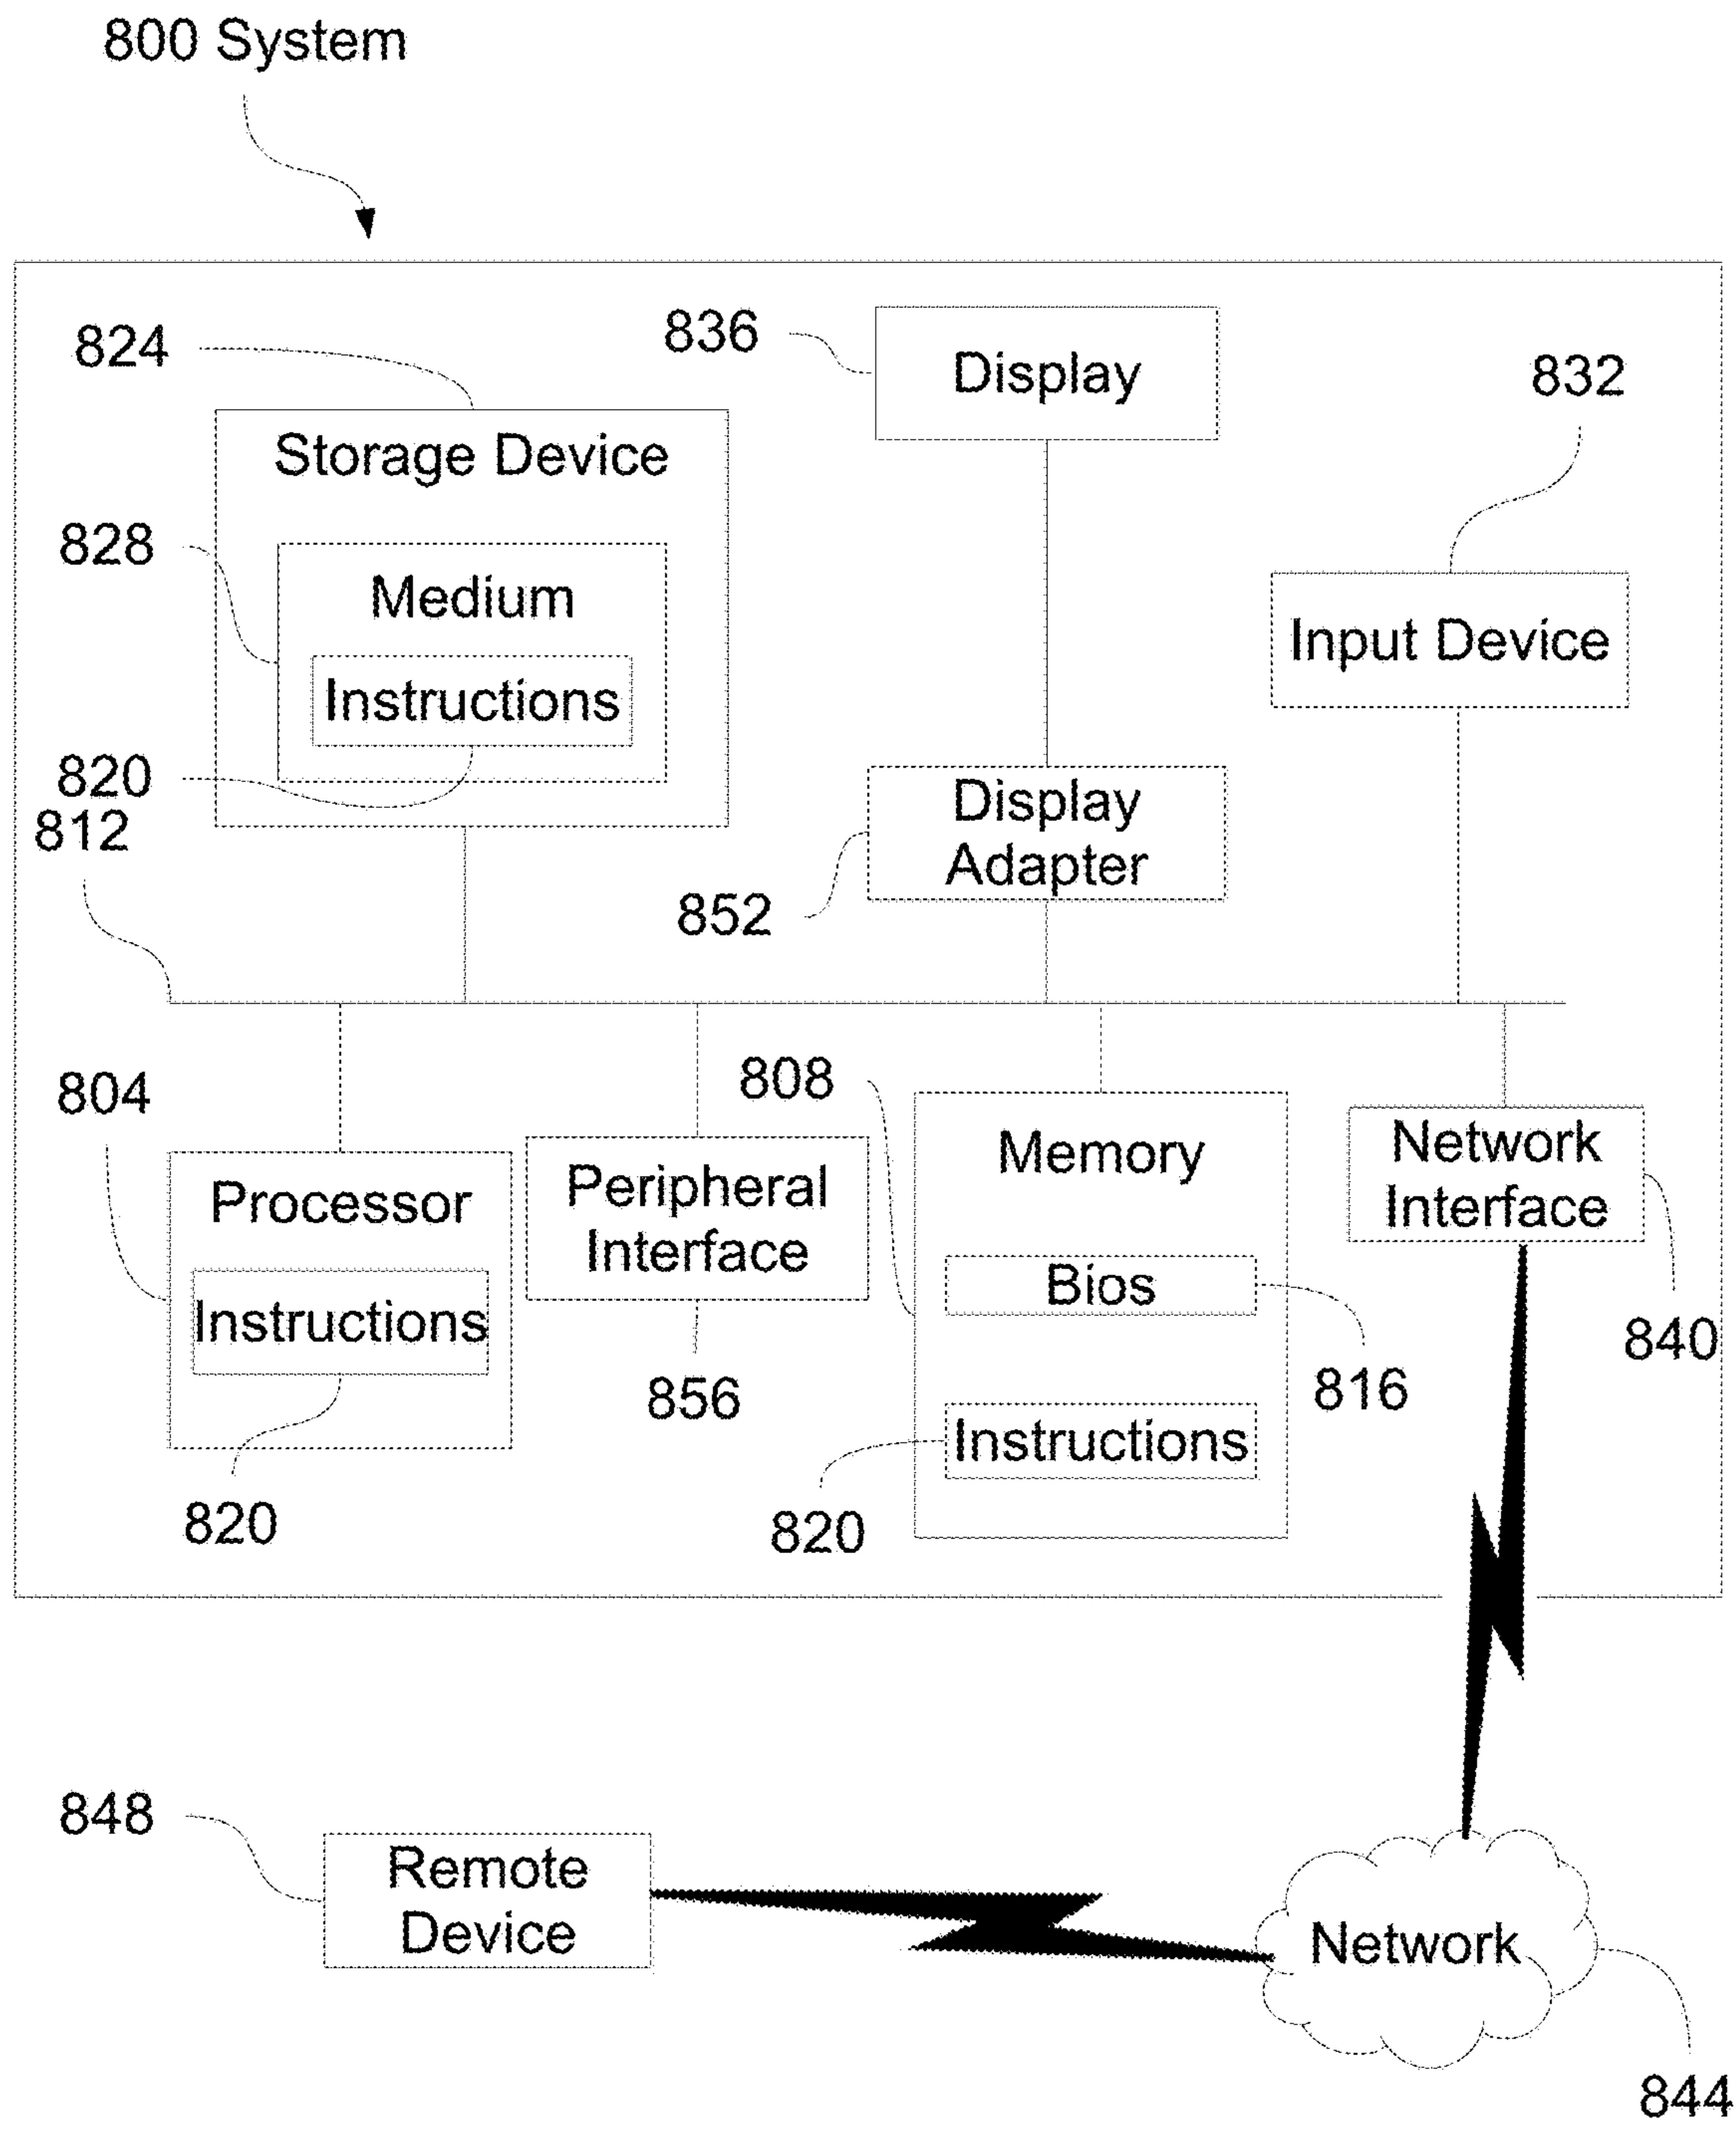 800 System
824
836
Display
832
Storage Device
828
Medium
Input Device
Instructions
820
812
Display
Adapter
852
804
808
Processor
Peripheral
Interface
Memory
Network
Interface
Instructions
Bios
856
816
840
Instructions
820
820
848
Remote
Device
Network
844